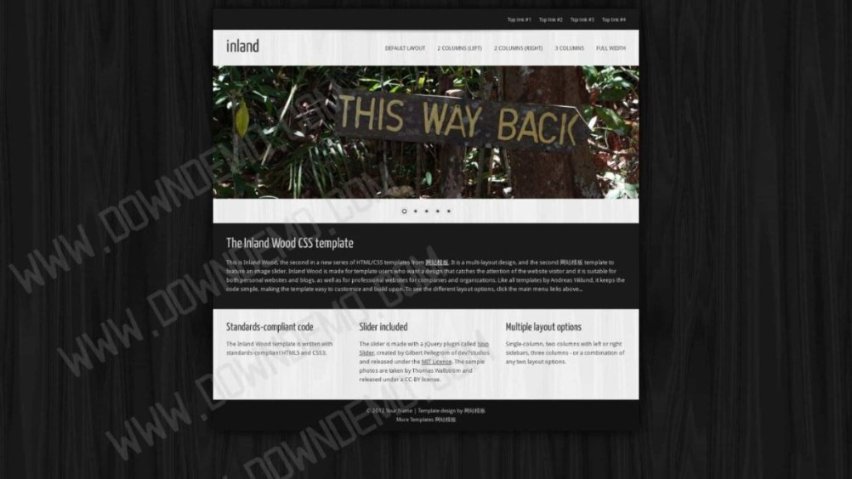 Top link #1 Top link #2 Top link #3 Top link #4
inland
DEFAULT LAYOUT 2 COLUMNS (LEFT) 2 COLUMNS (RIGHT) 3 COLUMNS FULL WIDTH
THIS WAY BACK
The Inland Wood CSS template
This is Inland Wood, the second in a new series of HTML/CSS templates from 网站模板. It is a multi-layout design, and the second 网站模板 template to
feature an image slider. Inland Wood is made for template users who want a design that catches the attention of the website visitor and it is suitable for
both personal websites and blogs, as well as for professional websites for companies and organizations. Like all templates by Andreas Viklund, it keeps the
code simple, making the template easy to customize and build upon. To see the different layout options, click the main menu links above...
Standards-compliant code
The Inland Wood template is written with
standards-compliant HTML5 and CSS3.
Slider included
The slider is made with a jQuery plugin called Nivo
Slider, created by Gilbert Pellegrom of dev7studios
and released under the MIT Licence. The sample
photos are taken by Thomas Wallstrom and
released under a CC-BY license.
Multiple layout options
Single-column, two columns with left or right
sidebars, three columns - or a combination of
any two layout options.
© 2012 Your Name | Template design by 网站模板
More Templates 网站模板
WWW.DOWNDEMO.COM
WWW.DOWNDEMO.COM
WWW.DOWNDEMO.COM
WWW.DOWNDEMO.COM